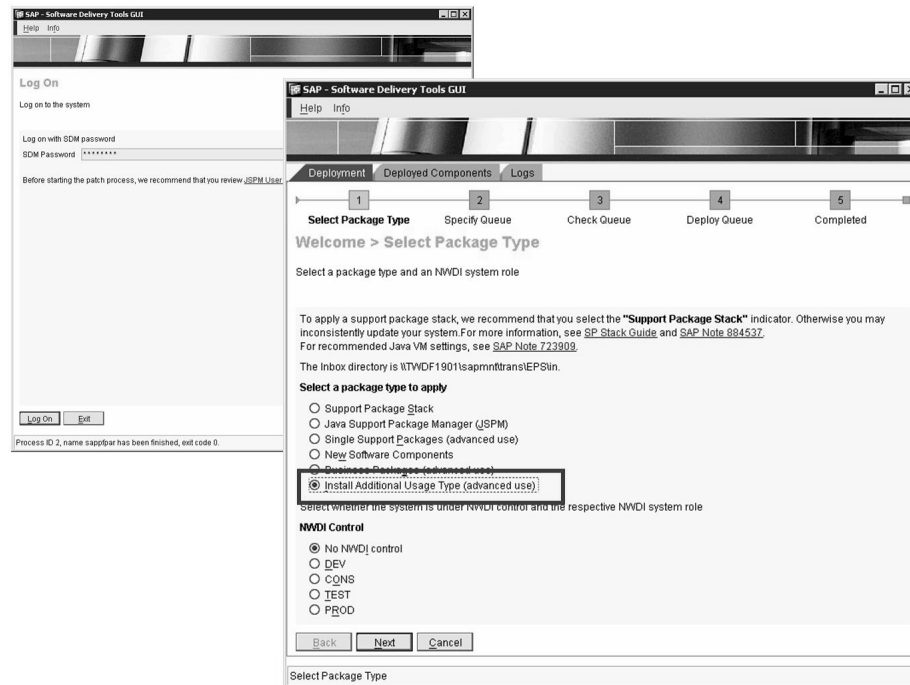 SAP - Software Delivery Tools GUI
Help Info
Log On
Log on to the system
Log on with SDM password
SDM Password ********
Before starting the patch process, we recommend that you review JSPM User
Log On Exit
Process ID 2, name sappfpar has been finished, exit code 0.
SAP - Software Delivery Tools GUI
Help Info
Deployment Deployed Components Logs
1 2 3 4 5
Select Package Type Specify Queue Check Queue Deploy Queue Completed
Welcome > Select Package Type
Select a package type and an NWDI system role
To apply a support package stack, we recommend that you select the "Support Package Stack" indicator. Otherwise you may
inconsistently update your system.For more information, see SP Stack Guide and SAP Note 884537.
For recommended Java VM settings, see SAP Note 723909.
The Inbox directory is \\TWDF1901\sapmnt\trans\EPS\in.
Select a package type to apply
Support Package Stack
Java Support Package Manager (JSPM)
Single Support Packages (advanced use)
New Software Components
Business Packages (advanced use)
Install Additional Usage Type (advanced use)
Select whether the system is under NWDI control and the respective NWDI system role
NWDI Control
No NWDI control
DEV
CONS
TEST
PROD
Back Next Cancel
Select Package Type